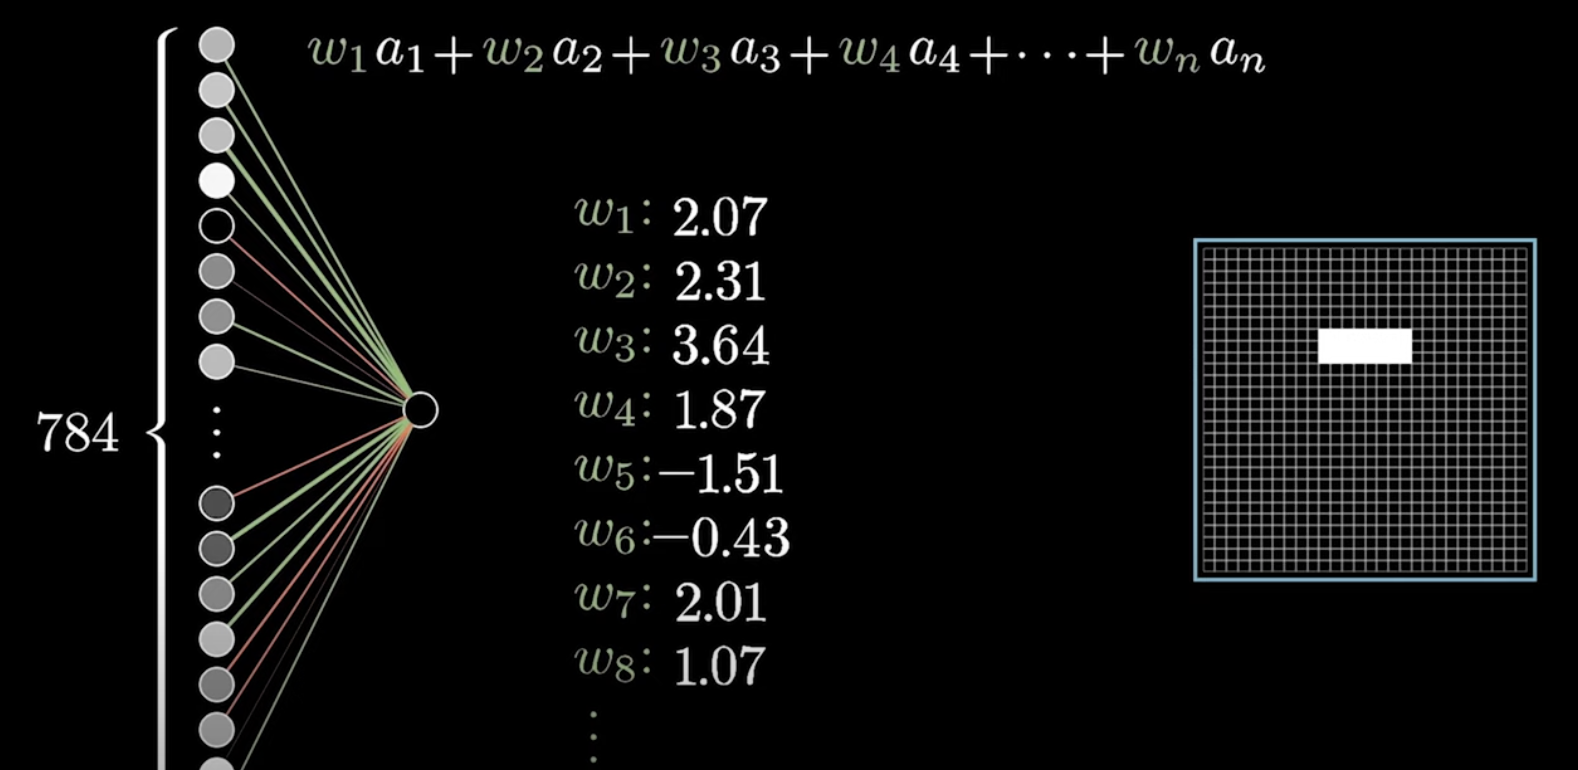 w₁a₁+w₂a₂+w₃a₃+w₄a₄+⋯+wₙaₙ
w₁: 2.07
w₂: 2.31
w₃: 3.64
w₄: 1.87
784
w₅:−1.51
w₆:−0.43
w₇: 2.01
w₈: 1.07
⋮